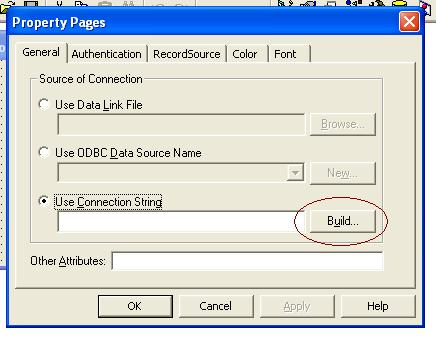 Property Pages
General Authentication RecordSource Color Font
Source of Connection
Use Data Link File
Browse...
Use ODBC Data Source Name
New...
Use Connection String
Build...
Other Attributes:
OK Cancel Apply Help